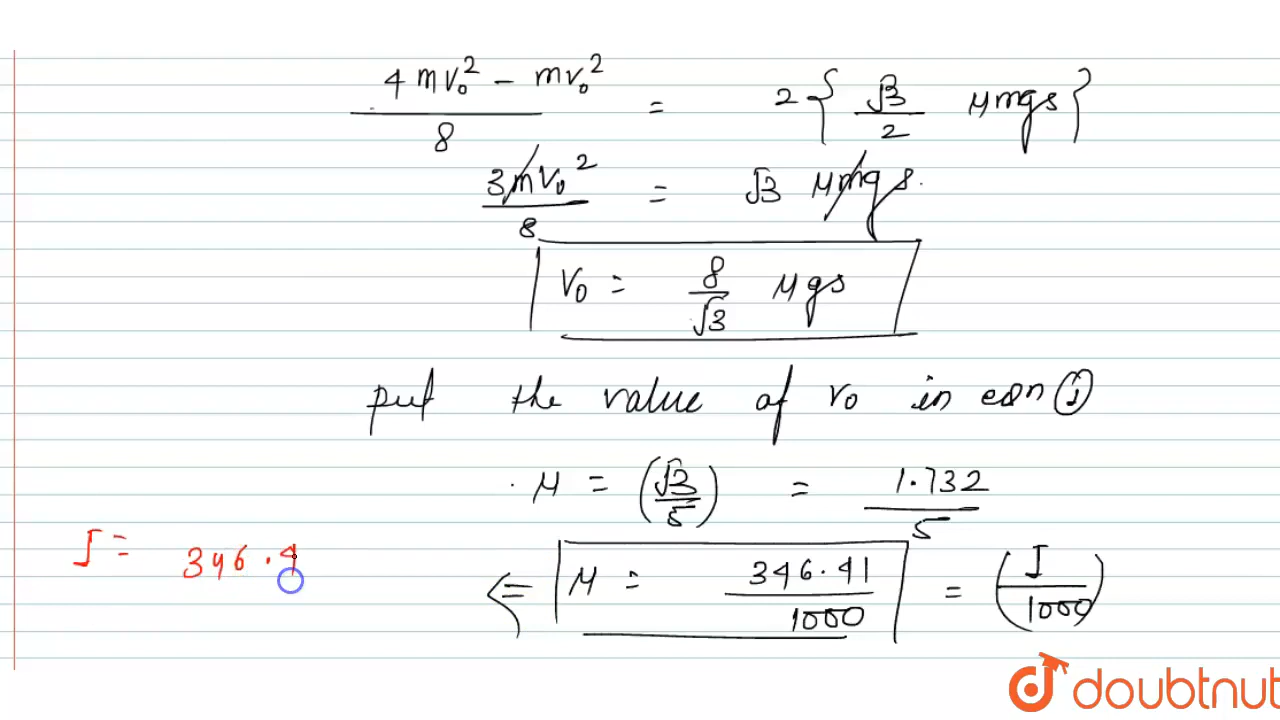 4mv₀² - mv₀² / 8 = 2 { √3/2 μmgs }
3mv₀² / 8 = √3 μmgs.
v₀ = 8/√3 μgs
put the value of v₀ in eqn ①
μ = (√3/5) = 1.732/5
J = 346.4
<= μ = 346.41/1000 = (J/1000)
doubtnut